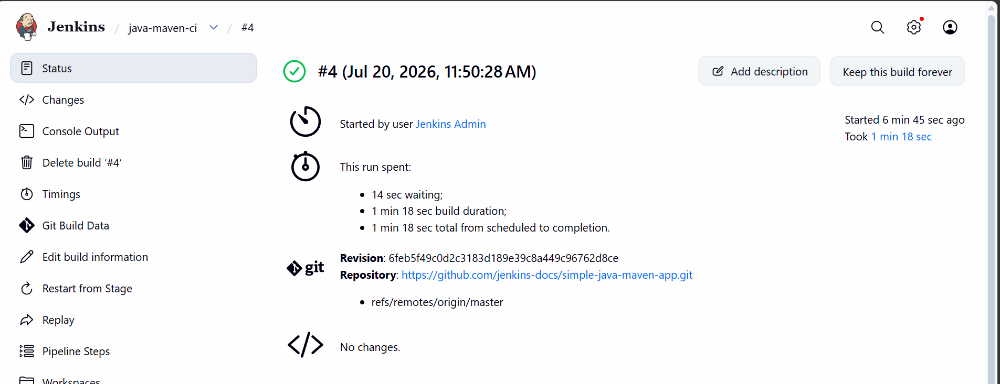 Jenkins / java-maven-ci / #4
Status
Changes
Console Output
Delete build ‘#4’
Timings
Git Build Data
Edit build information
Restart from Stage
Replay
Pipeline Steps
Workspaces
#4 (Jul 20, 2026, 11:50:28 AM)
Add description
Keep this build forever
Started by user Jenkins Admin
Started 6 min 45 sec ago
Took 1 min 18 sec
This run spent:
14 sec waiting;
1 min 18 sec build duration;
1 min 18 sec total from scheduled to completion.
git
Revision: 6feb5f49c0d2c3183d189e39c8a449c96762d8ce
Repository: https://github.com/jenkins-docs/simple-java-maven-app.git
refs/remotes/origin/master
No changes.